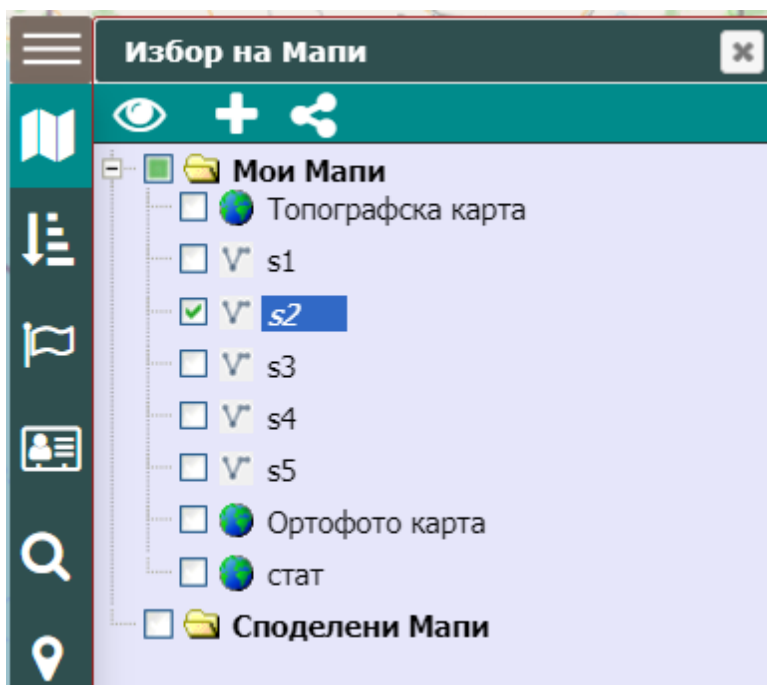 Избор на Мапи
Мои Мапи
Топографска карта
s1
s2
s3
s4
s5
Ортофото карта
стат
Споделени Мапи